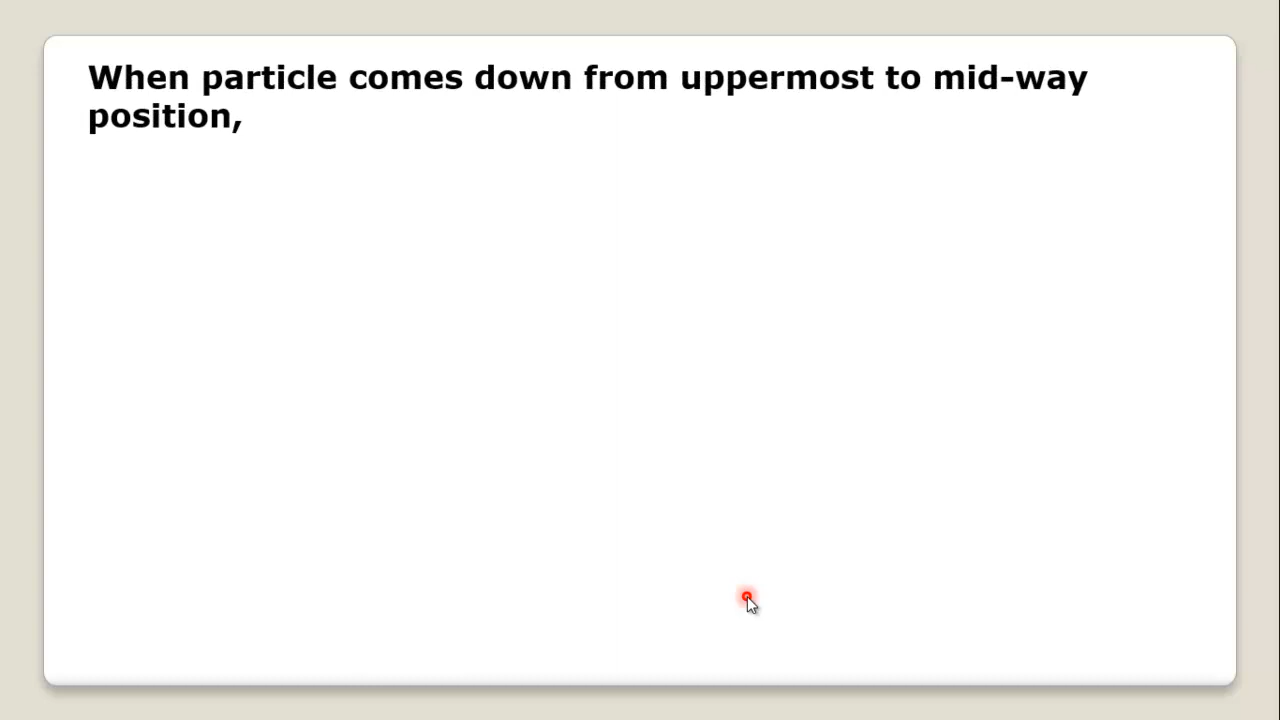 When particle comes down from uppermost to mid-way
position,